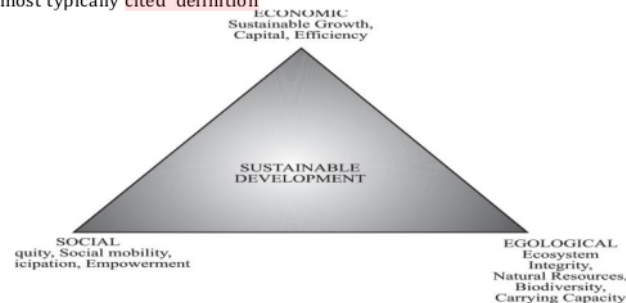 most typically cited definition
ECONOMIC
Sustainable Growth,
Capital, Efficiency
SUSTAINABLE
DEVELOPMENT
SOCIAL
quity, Social mobility,
icipation, Empowerment
EGOLOGICAL
Ecosystem
Integrity,
Natural Resources,
Biodiversity,
Carrying Capacity